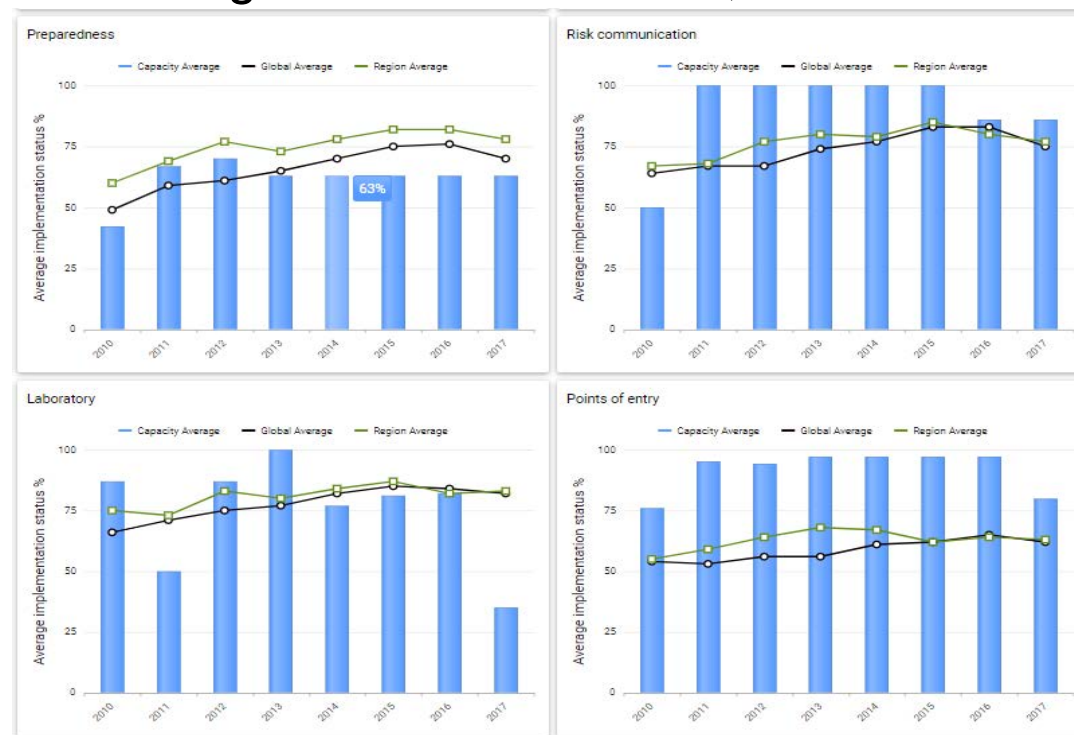 Preparedness
Capacity Average Global Average Region Average
Average implementation status %
100
75
50
25
0
63%
2010 2011 2012 2013 2014 2015 2016 2017
Risk communication
Capacity Average Global Average Region Average
Average implementation status %
100
75
50
25
0
2010 2011 2012 2013 2014 2015 2016 2017
Laboratory
Capacity Average Global Average Region Average
Average implementation status %
100
75
50
25
0
2010 2011 2012 2013 2014 2015 2016 2017
Points of entry
Capacity Average Global Average Region Average
Average implementation status %
100
75
50
25
0
2010 2011 2012 2013 2014 2015 2016 2017